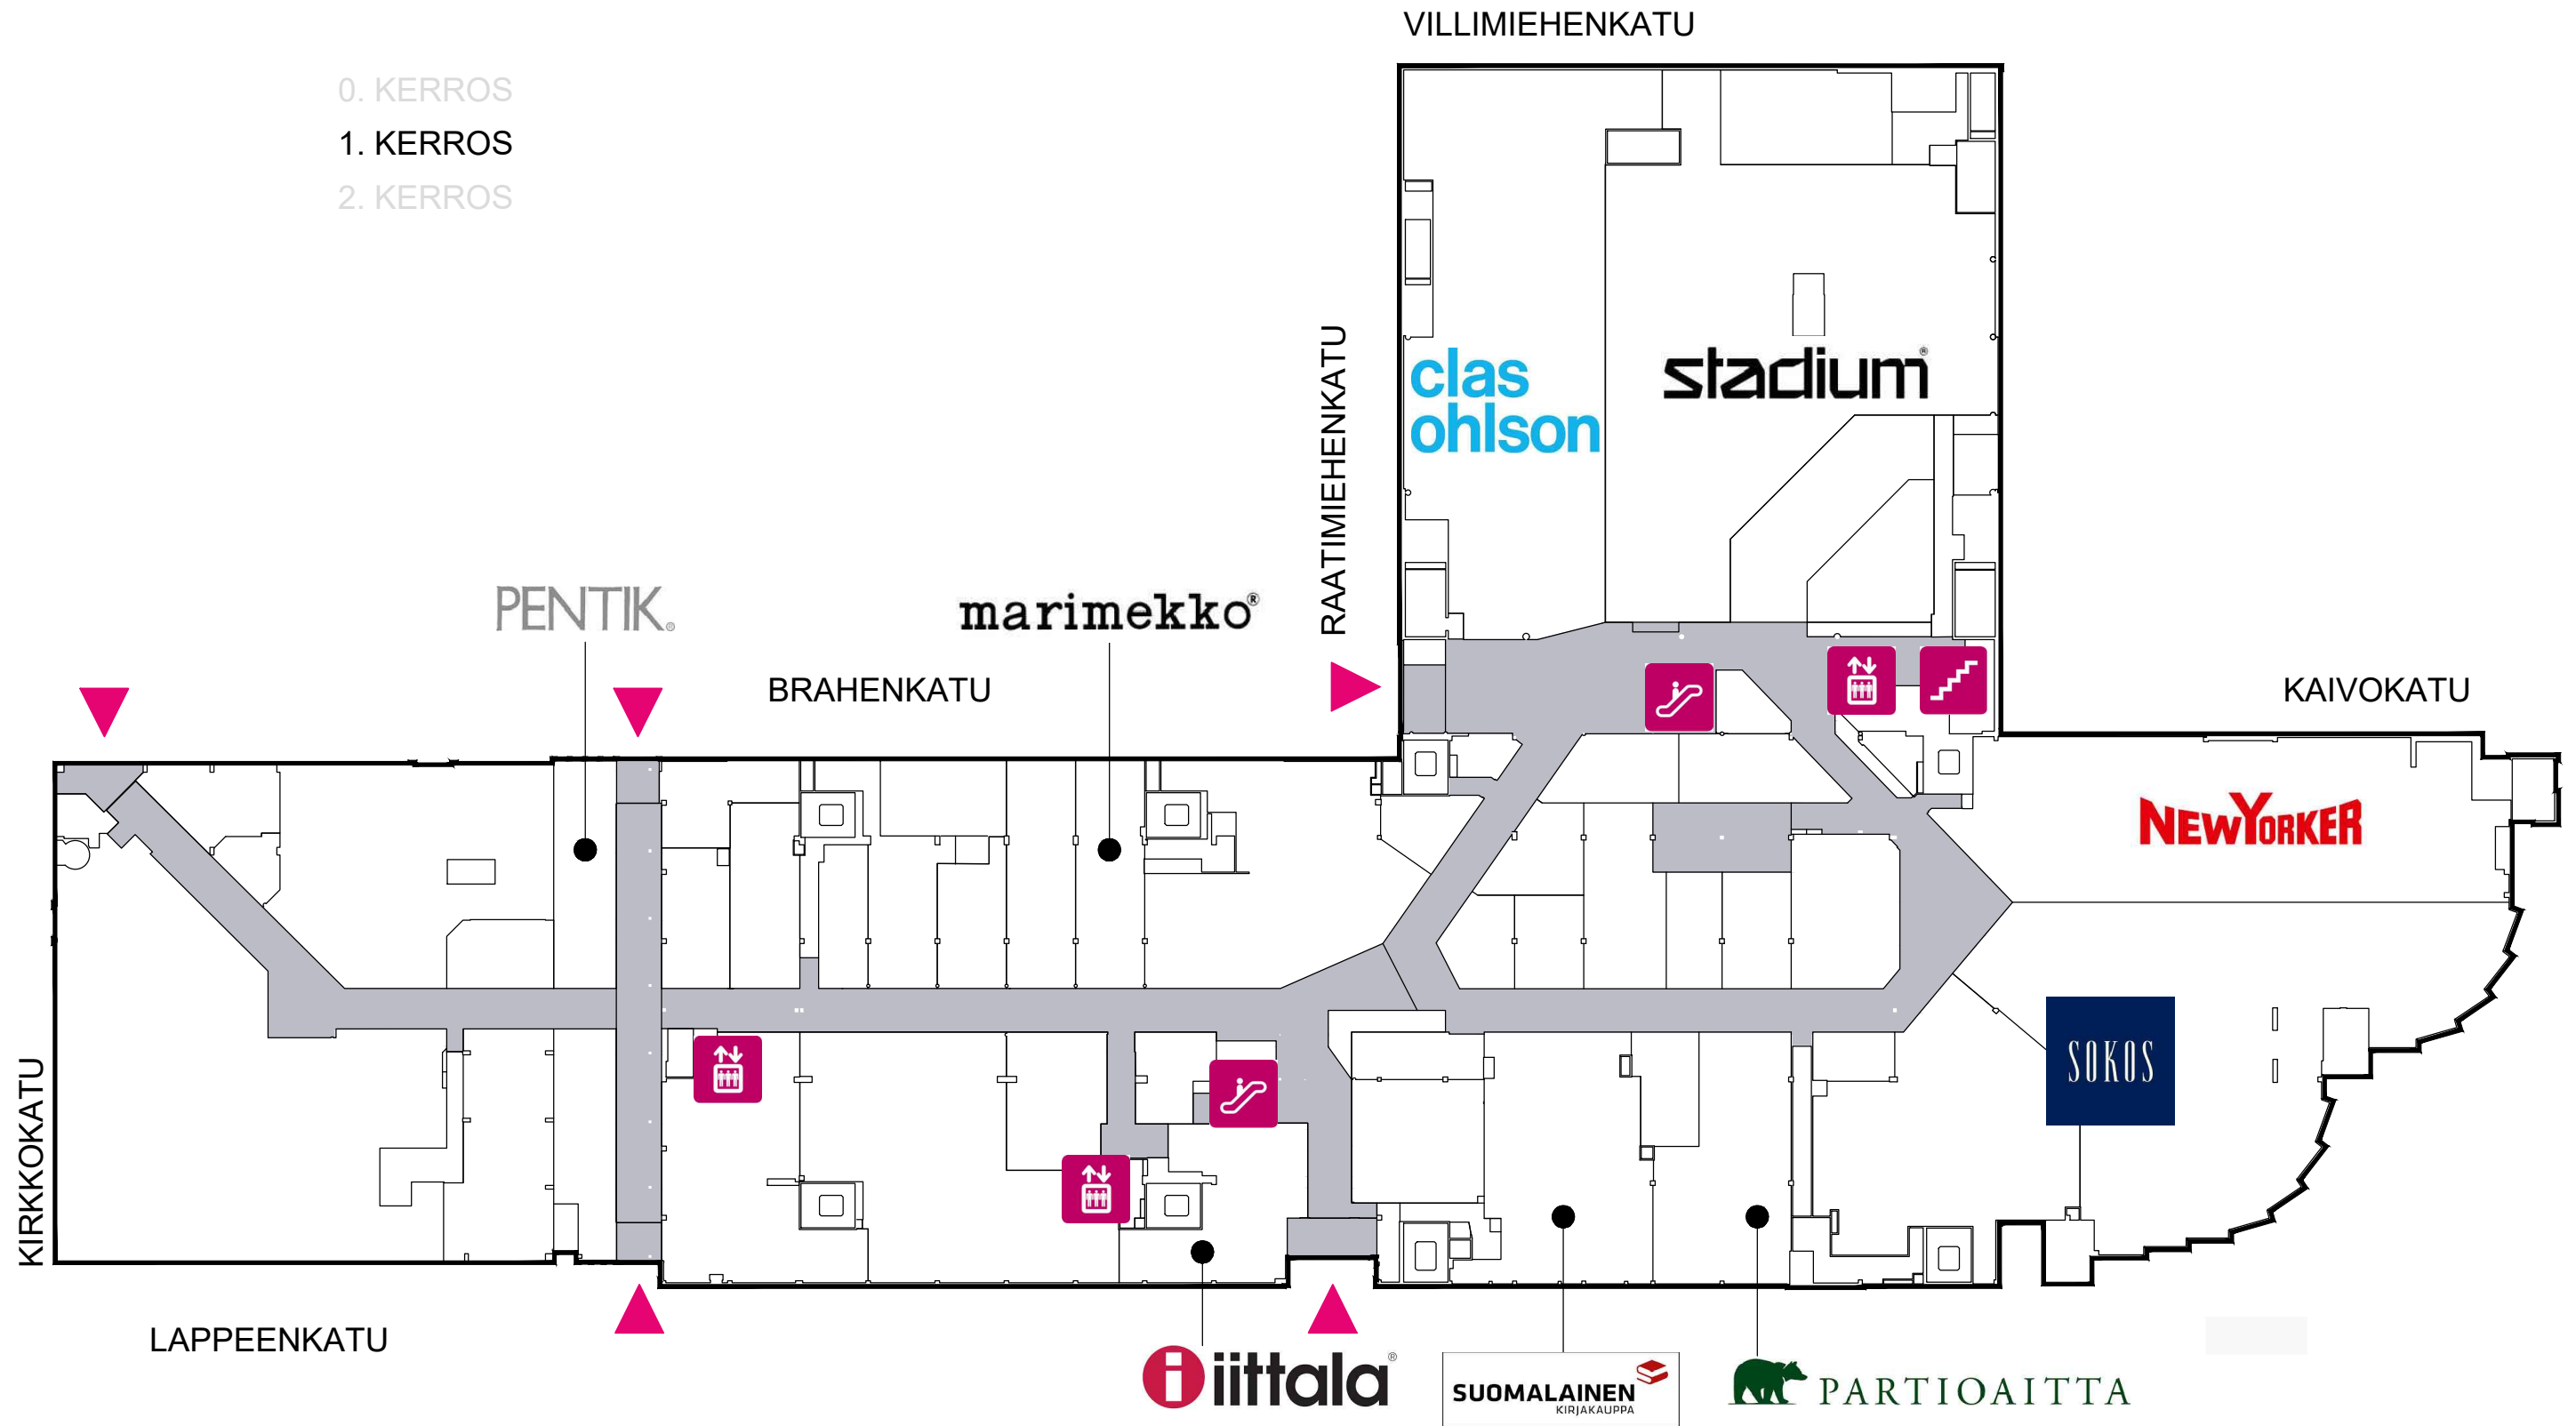 VILLIMIEHENKATU
0. KERROS
1. KERROS
2. KERROS
RAATIMIEHENKATU
clas
ohlson
stadium®
PENTIK®
marimekko®
BRAHENKATU
KAIVOKATU
NEWYORKER
SOKOS
KIRKKOKATU
LAPPEENKATU
i iittala®
SUOMALAINEN
KIRJAKAUPPA
PARTIOAITTA